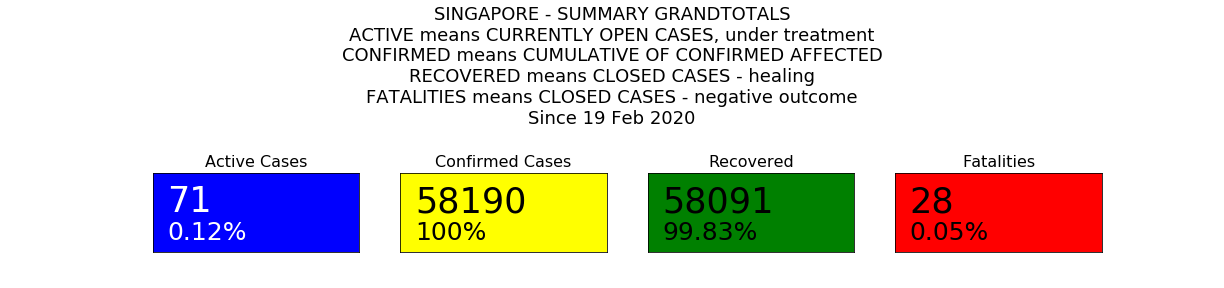 SINGAPORE - SUMMARY GRANDTOTALS
ACTIVE means CURRENTLY OPEN CASES, under treatment
CONFIRMED means CUMULATIVE OF CONFIRMED AFFECTED
RECOVERED means CLOSED CASES - healing
FATALITIES means CLOSED CASES - negative outcome
Since 19 Feb 2020
Active Cases
71
0.12%
Confirmed Cases
58190
100%
Recovered
58091
99.83%
Fatalities
28
0.05%